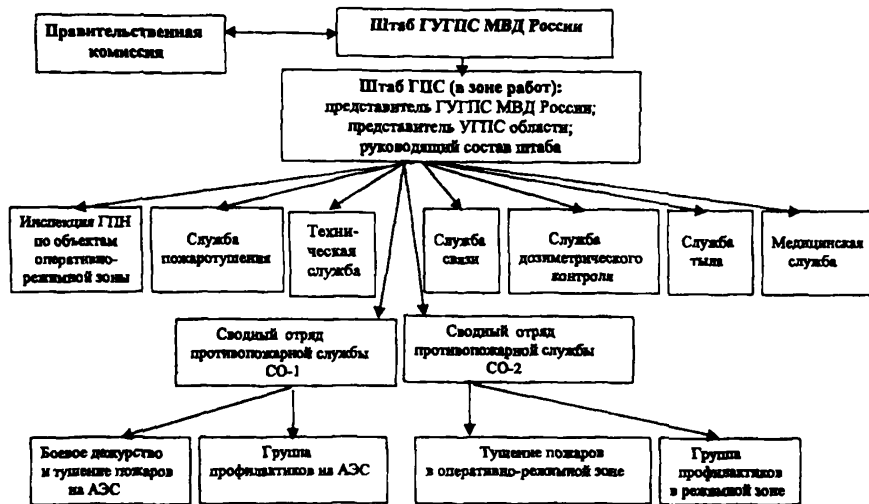 Правительственная
комиссия
Штаб ГУГПС МВД России
Штаб ГПС (в зоне работ):
представитель ГУГПС МВД России;
представитель УГПС области;
руководящий состав штаба
Инспекция ГПН
по объектам
оперативно-
режимной зоны
Служба
пожаротушения
Техни-
ческая
служба
Служба
связи
Служба
дозиметрического
контроля
Служба
тыла
Медицинская
служба
Сводный отряд
противопожарной службы
СО-1
Сводный отряд
противопожарной службы
СО-2
Боевое дежурство
и тушение пожаров
на АЭС
Группа
профилактиков на АЭС
Тушение пожаров
в оперативно-режимной зоне
Группа
профилактиков
в режимной зоне